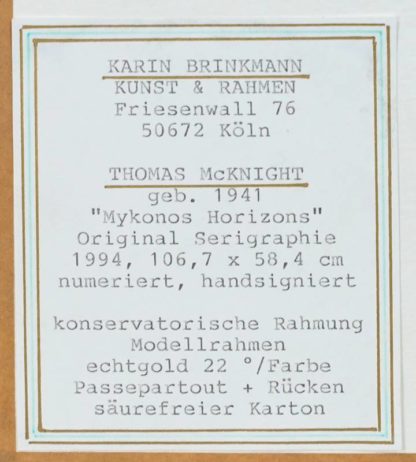 KARIN BRINKMANN
KUNST & RAHMEN
Friesenwall 76
50672 Köln
THOMAS McKNIGHT
geb. 1941
"Mykonos Horizons"
Original Serigraphie
1994, 106,7 x 58,4 cm
numeriert, handsigniert
konservatorische Rahmung
Modellrahmen
echtgold 22 °/Farbe
Passepartout + Rücken
säurefreier Karton